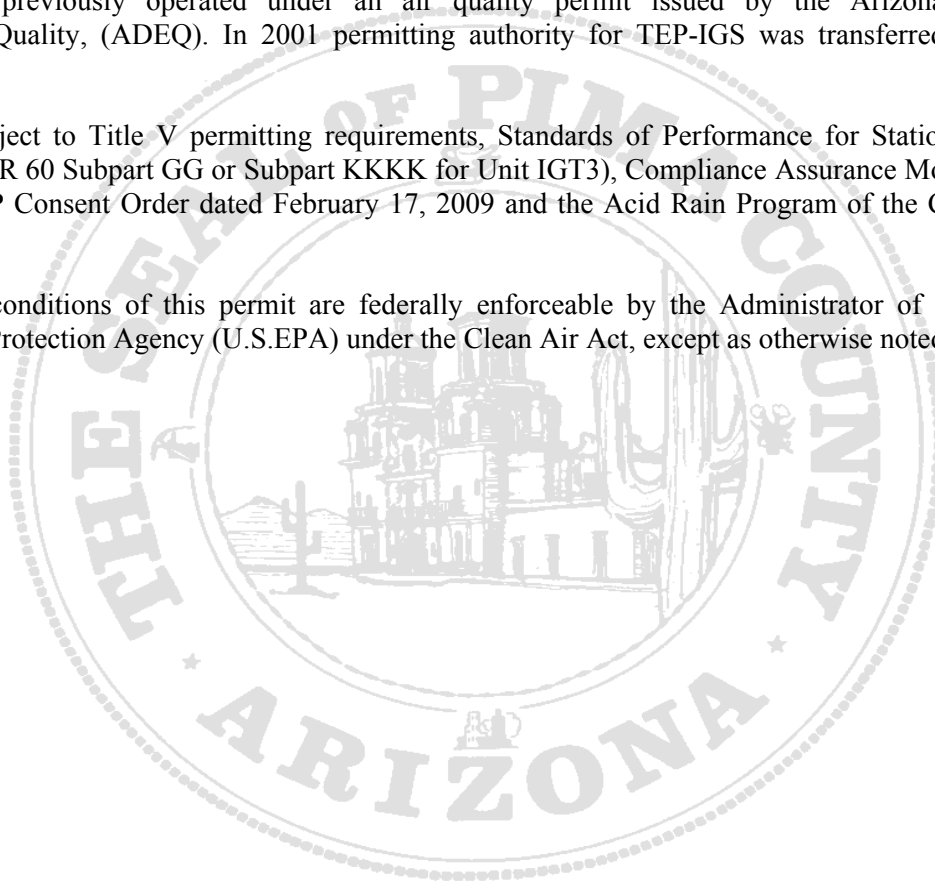 previously operated under an air quality permit issued by the Arizona
Quality, (ADEQ). In 2001 permitting authority for TEP-IGS was transferred
ject to Title V permitting requirements, Standards of Performance for Statio
R 60 Subpart GG or Subpart KKKK for Unit IGT3), Compliance Assurance Mo
P Consent Order dated February 17, 2009 and the Acid Rain Program of the C
conditions of this permit are federally enforceable by the Administrator of
Protection Agency (U.S.EPA) under the Clean Air Act, except as otherwise noted
THE SEAL OF PIMA COUNTY
ARIZONA